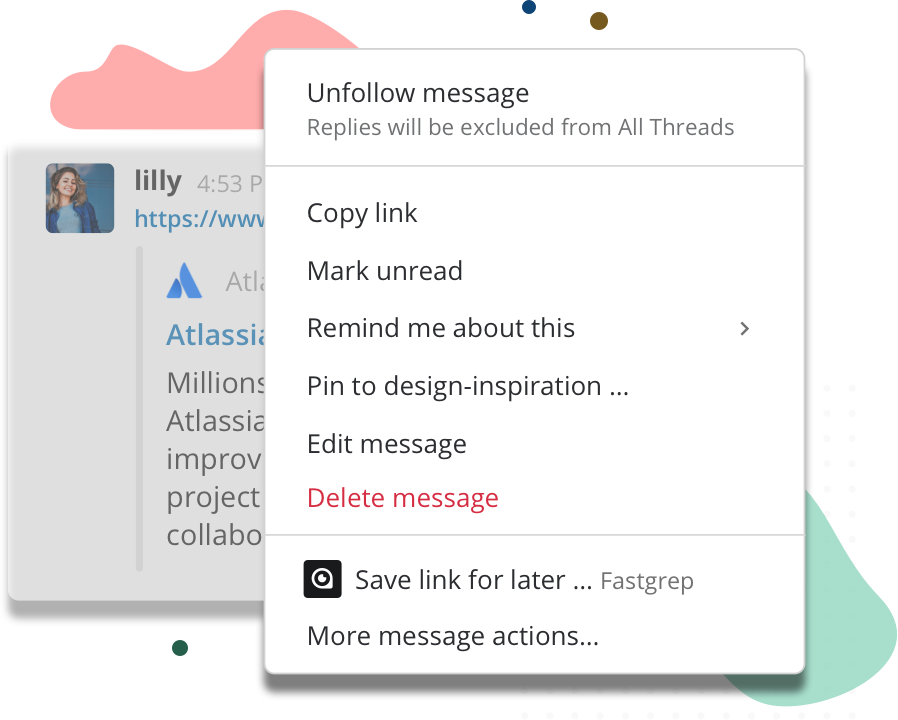 Unfollow message
Replies will be excluded from All Threads
lilly 4:53 P
https://www
Atla
Atlassia
Millions
Atlassia
improv
project
collabo
Copy link
Mark unread
Remind me about this
Pin to design-inspiration ...
Edit message
Delete message
Save link for later ... Fastgrep
More message actions...